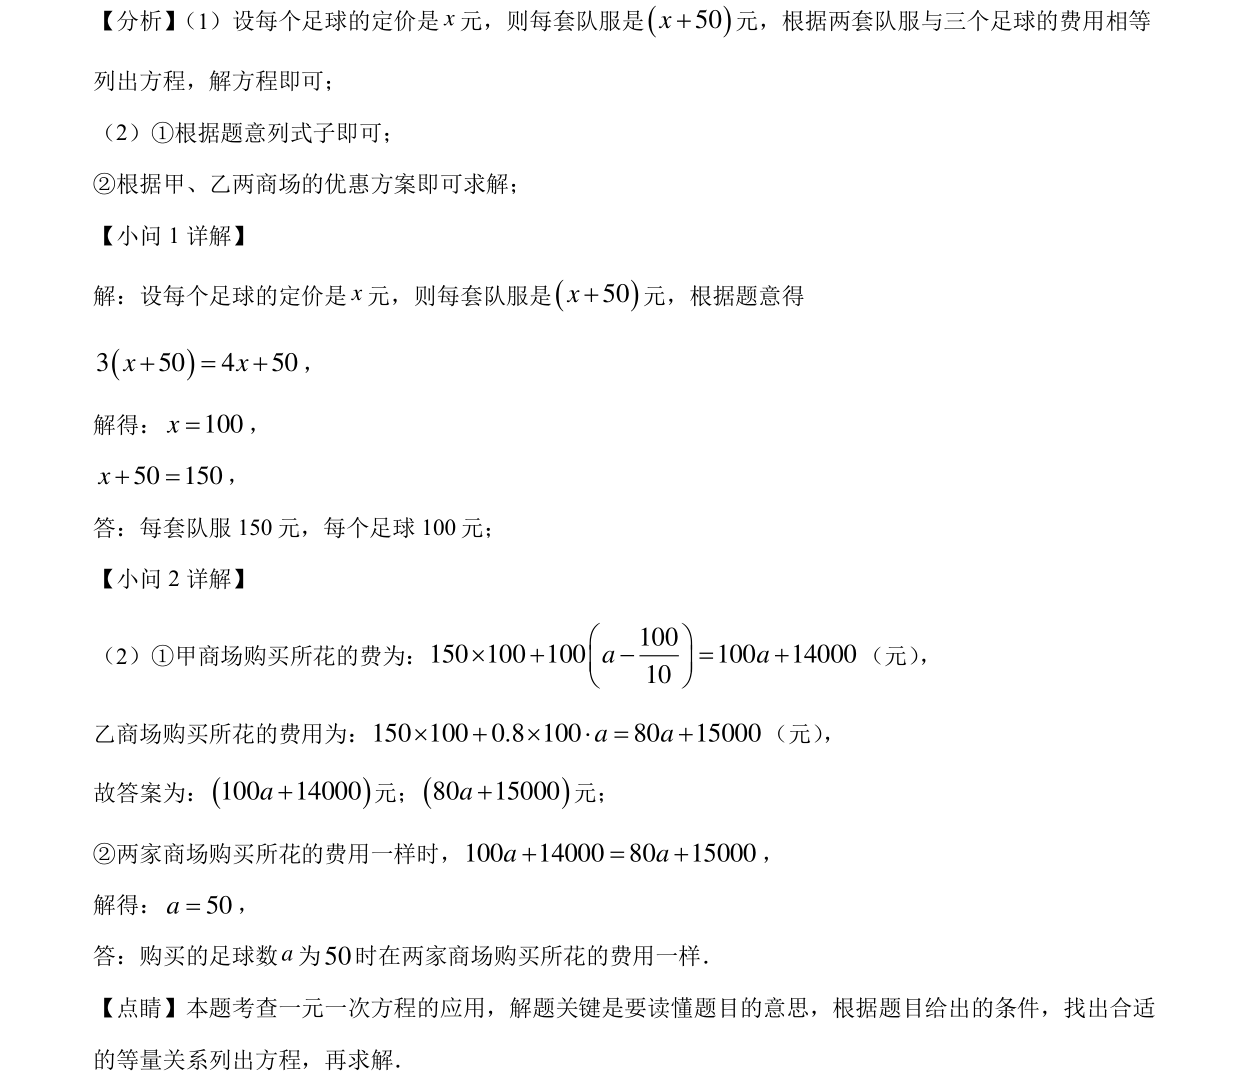 【分析】（1）设每个足球的定价是 x 元，则每套队服是(x+50)元，根据两套队服与三个足球的费用相等
列出方程，解方程即可；
（2）①根据题意列式子即可；
②根据甲、乙两商场的优惠方案即可求解；
【小问 1 详解】
解：设每个足球的定价是 x 元，则每套队服是(x+50)元，根据题意得
3(x+50)=4x+50，
解得：x=100，
x+50=150，
答：每套队服 150 元，每个足球 100 元；
【小问 2 详解】
（2）①甲商场购买所花的费为：150×100+100(a−100/10)=100a+14000（元），
乙商场购买所花的费用为：150×100+0.8×100·a=80a+15000（元），
故答案为：(100a+14000)元；(80a+15000)元；
②两家商场购买所花的费用一样时，100a+14000=80a+15000，
解得：a=50，
答：购买的足球数 a 为 50 时在两家商场购买所花的费用一样．
【点睛】本题考查一元一次方程的应用，解题关键是要读懂题目的意思，根据题目给出的条件，找出合适
的等量关系列出方程，再求解．